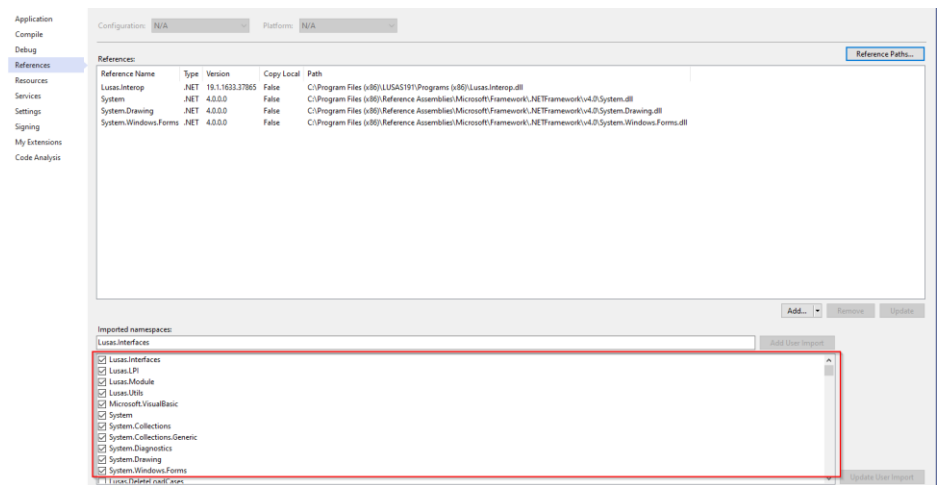 Application
Compile
Debug
References
Resources
Services
Settings
Signing
My Extensions
Code Analysis
Configuration: N/A Platform: N/A
Reference Paths...
References:
Reference Name Type Version Copy Local Path
Lusas.Interop .NET 19.1.1633.37865 False C:\Program Files (x86)\LUSAS191\Programs (x86)\Lusas.Interop.dll
System .NET 4.0.0.0 False C:\Program Files (x86)\Reference Assemblies\Microsoft\Framework\.NETFramework\v4.0\System.dll
System.Drawing .NET 4.0.0.0 False C:\Program Files (x86)\Reference Assemblies\Microsoft\Framework\.NETFramework\v4.0\System.Drawing.dll
System.Windows.Forms .NET 4.0.0.0 False C:\Program Files (x86)\Reference Assemblies\Microsoft\Framework\.NETFramework\v4.0\System.Windows.Forms.dll
Add... Remove Update
Imported namespaces:
Lusas.Interfaces Add User Import
Lusas.Interfaces
Lusas.LPI
Lusas.Module
Lusas.Utils
Microsoft.VisualBasic
System
System.Collections
System.Collections.Generic
System.Diagnostics
System.Drawing
System.Windows.Forms
Lusas.DeleteLoadCases
Update User Import